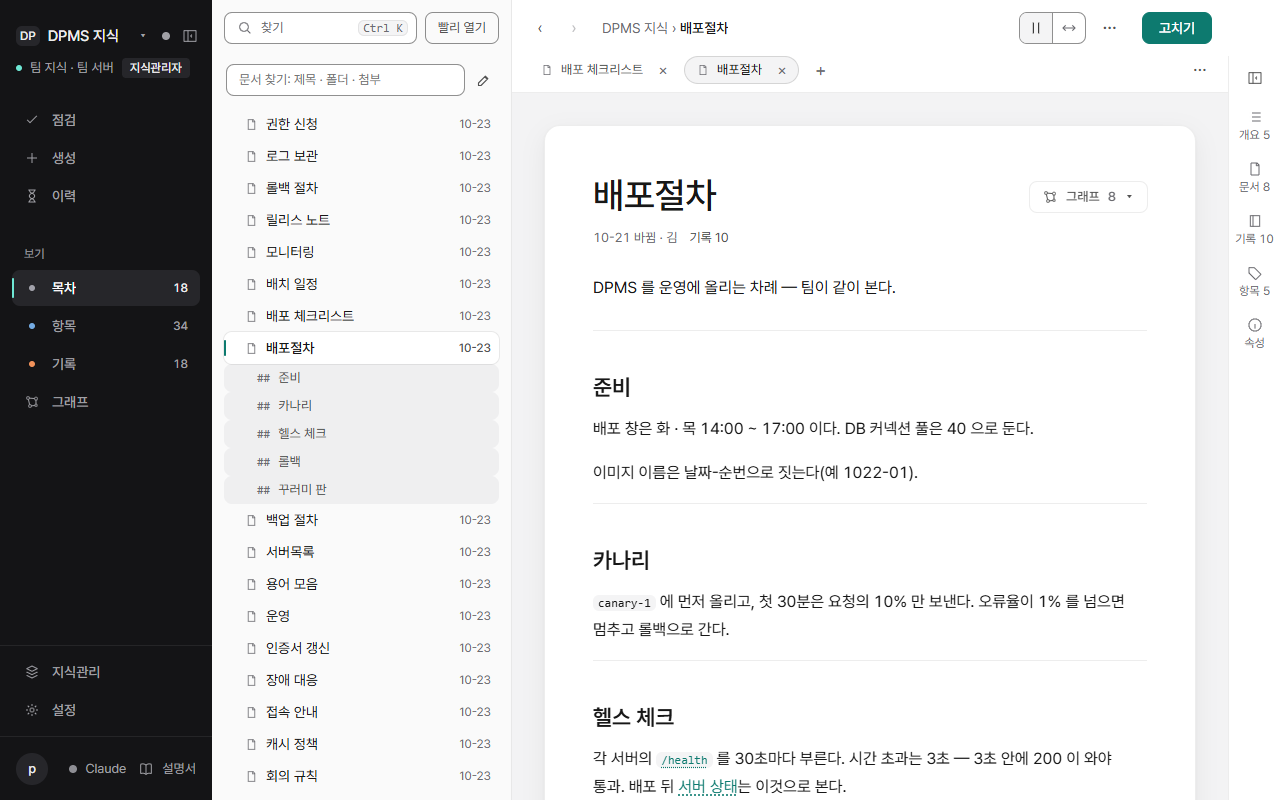 DP DPMS 지식
팀 지식 · 팀 서버 지식관리자
점검
생성
이력
보기
목차 18
항목 34
기록 18
그래프
지식관리
설정
p Claude 설명서
찾기 Ctrl K 빨리 열기
문서 찾기: 제목 · 폴더 · 첨부
권한 신청 10-23
로그 보관 10-23
롤백 절차 10-23
릴리스 노트 10-23
모니터링 10-23
배치 일정 10-23
배포 체크리스트 10-23
배포절차 10-23
## 준비
## 카나리
## 헬스 체크
## 롤백
## 꾸러미 판
백업 절차 10-23
서버목록 10-23
용어 모음 10-23
운영 10-23
인증서 갱신 10-23
장애 대응 10-23
접속 안내 10-23
캐시 정책 10-23
회의 규칙 10-23
‹ › DPMS 지식 › 배포절차
고치기
배포 체크리스트 × 배포절차 × +
배포절차
그래프 8
10-21 바뀜 · 김 기록 10
DPMS 를 운영에 올리는 차례 — 팀이 같이 본다.
준비
배포 창은 화 · 목 14:00 ~ 17:00 이다. DB 커넥션 풀은 40 으로 둔다.
이미지 이름은 날짜-순번으로 짓는다(예 1022-01).
카나리
canary-1 에 먼저 올리고, 첫 30분은 요청의 10% 만 보낸다. 오류율이 1% 를 넘으면
멈추고 롤백으로 간다.
헬스 체크
각 서버의 /health 를 30초마다 부른다. 시간 초과는 3초 — 3초 안에 200 이 와야
통과. 배포 뒤 서버 상태는 이것으로 본다.
개요 5
문서 8
기록 10
항목 5
속성